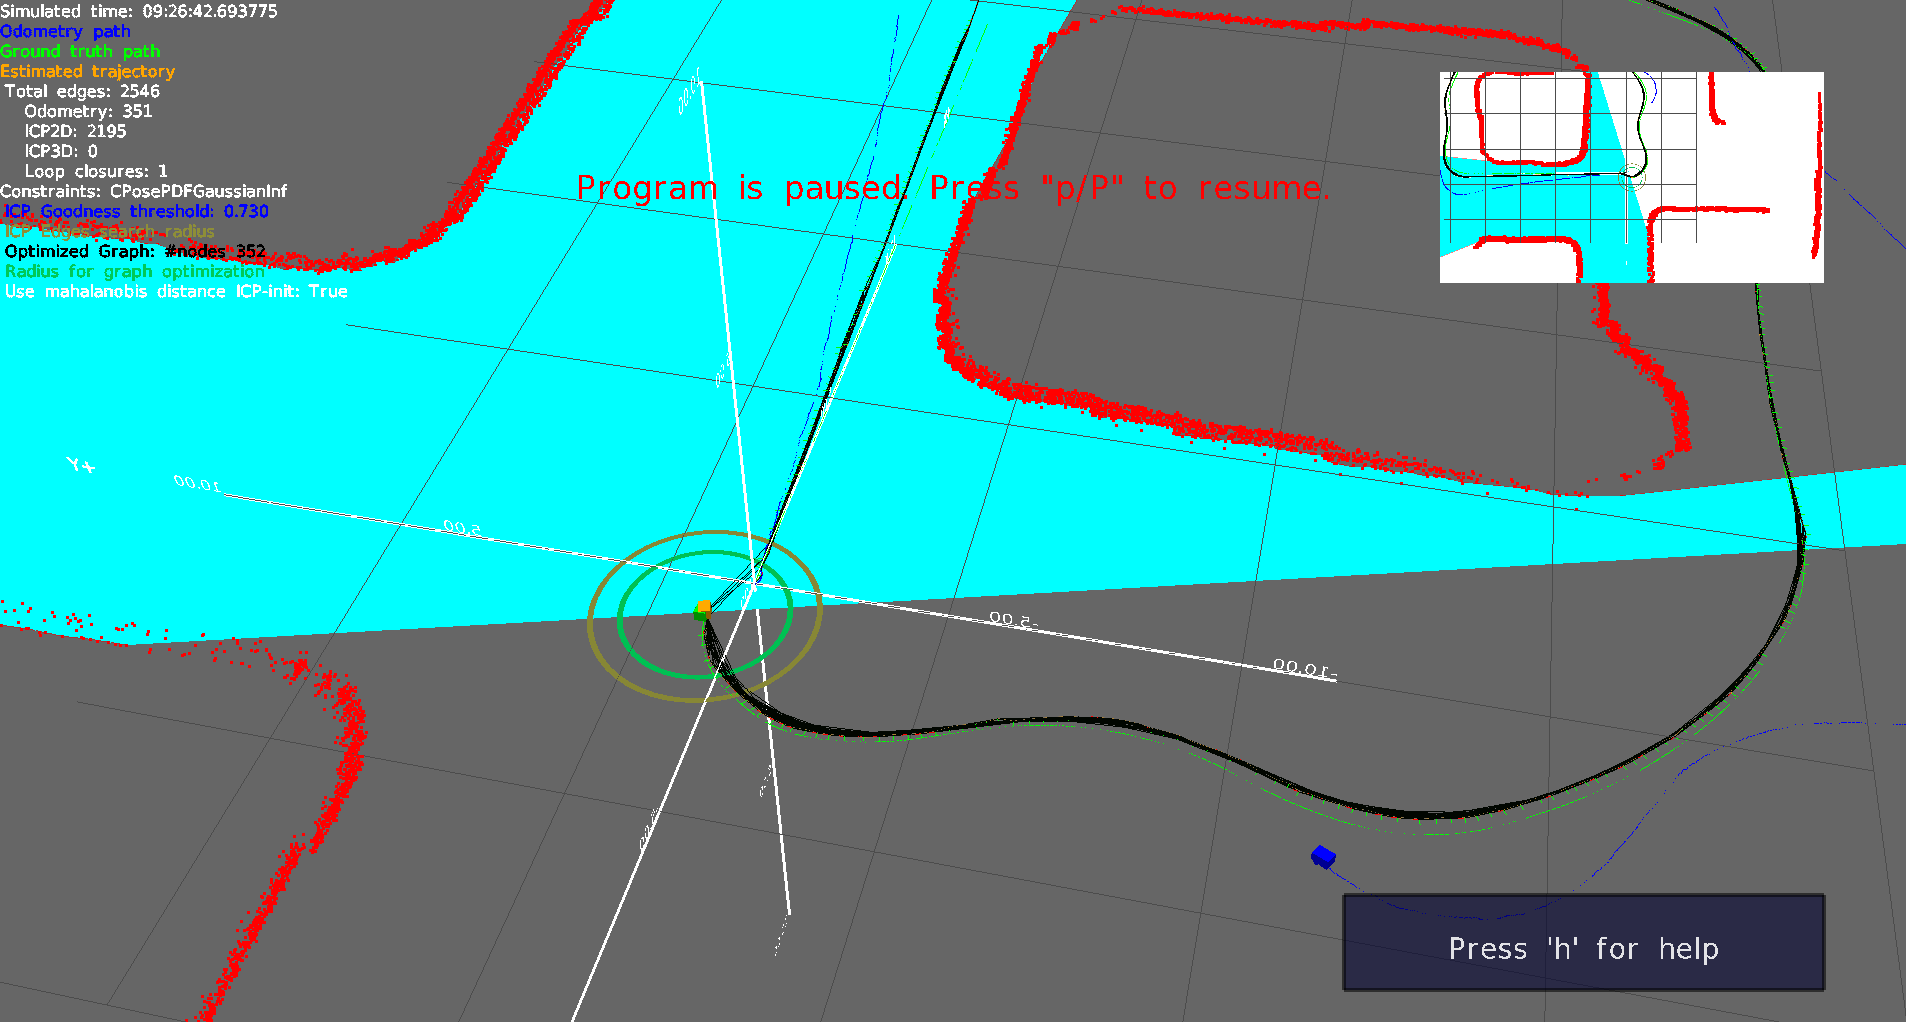 Simulated time: 09:26:42.693775
Odometry path
Ground truth path
Estimated trajectory
Total edges: 2546
Odometry: 351
ICP2D: 2195
ICP3D: 0
Loop closures: 1
Constraints: CPosePDFGaussianInf
ICP Goodness threshold: 0.730
ICP Edges search radius
Optimized Graph: #nodes 352
Radius for graph optimization
Use mahalanobis distance ICP-init: True
Program is paused. Press "p/P" to resume.
10.00
5.00
-5.00
-10.00
Press 'h' for help